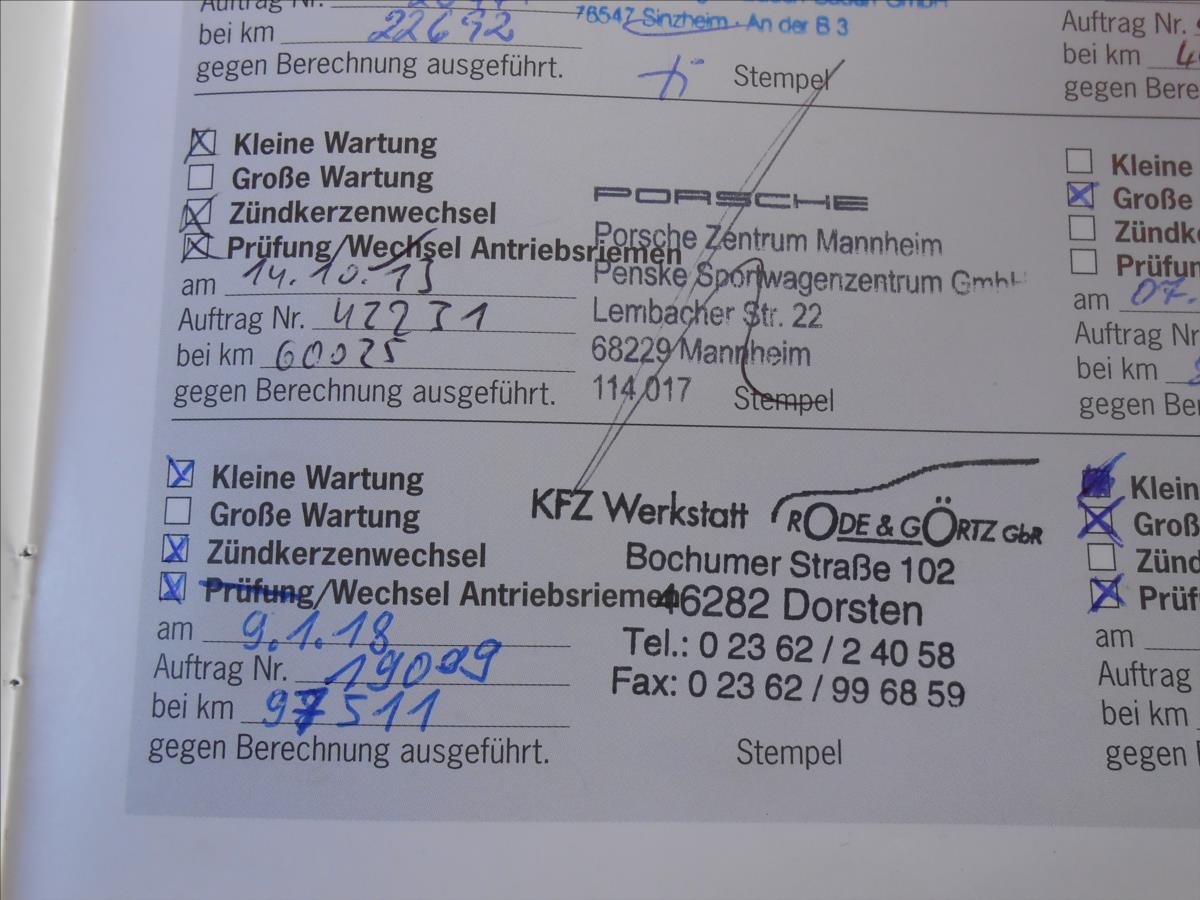 Auftrag Nr.
bei km 22692
gegen Berechnung ausgeführt.
76547 Sinzheim · An der B 3
Stempel
Kleine Wartung
Große Wartung
Zündkerzenwechsel
Prüfung/Wechsel Antriebsriemen
am 14.10.13
Auftrag Nr. 42231
bei km 60025
gegen Berechnung ausgeführt.
PORSCHE
Porsche Zentrum Mannheim
Penske Sportwagenzentrum GmbH
Lembacher Str. 22
68229 Mannheim
114 017
Stempel
Kleine Wartung
Große Wartung
Zündkerzenwechsel
Prüfung/Wechsel Antriebsriemen
am 9.1.18
Auftrag Nr. 19009
bei km 97511
gegen Berechnung ausgeführt.
KFZ Werkstatt RODE & GÖRTZ GbR
Bochumer Straße 102
46282 Dorsten
Tel.: 0 23 62 / 2 40 58
Fax: 0 23 62 / 99 68 59
Stempel
Auftrag Nr.
bei km
gegen Bere
Kleine
Große
Zündk
Prüfun
am 07.
Auftrag Nr
bei km
gegen Be
Klein
Groß
Zünd
Prüf
am
Auftrag
bei km
gegen